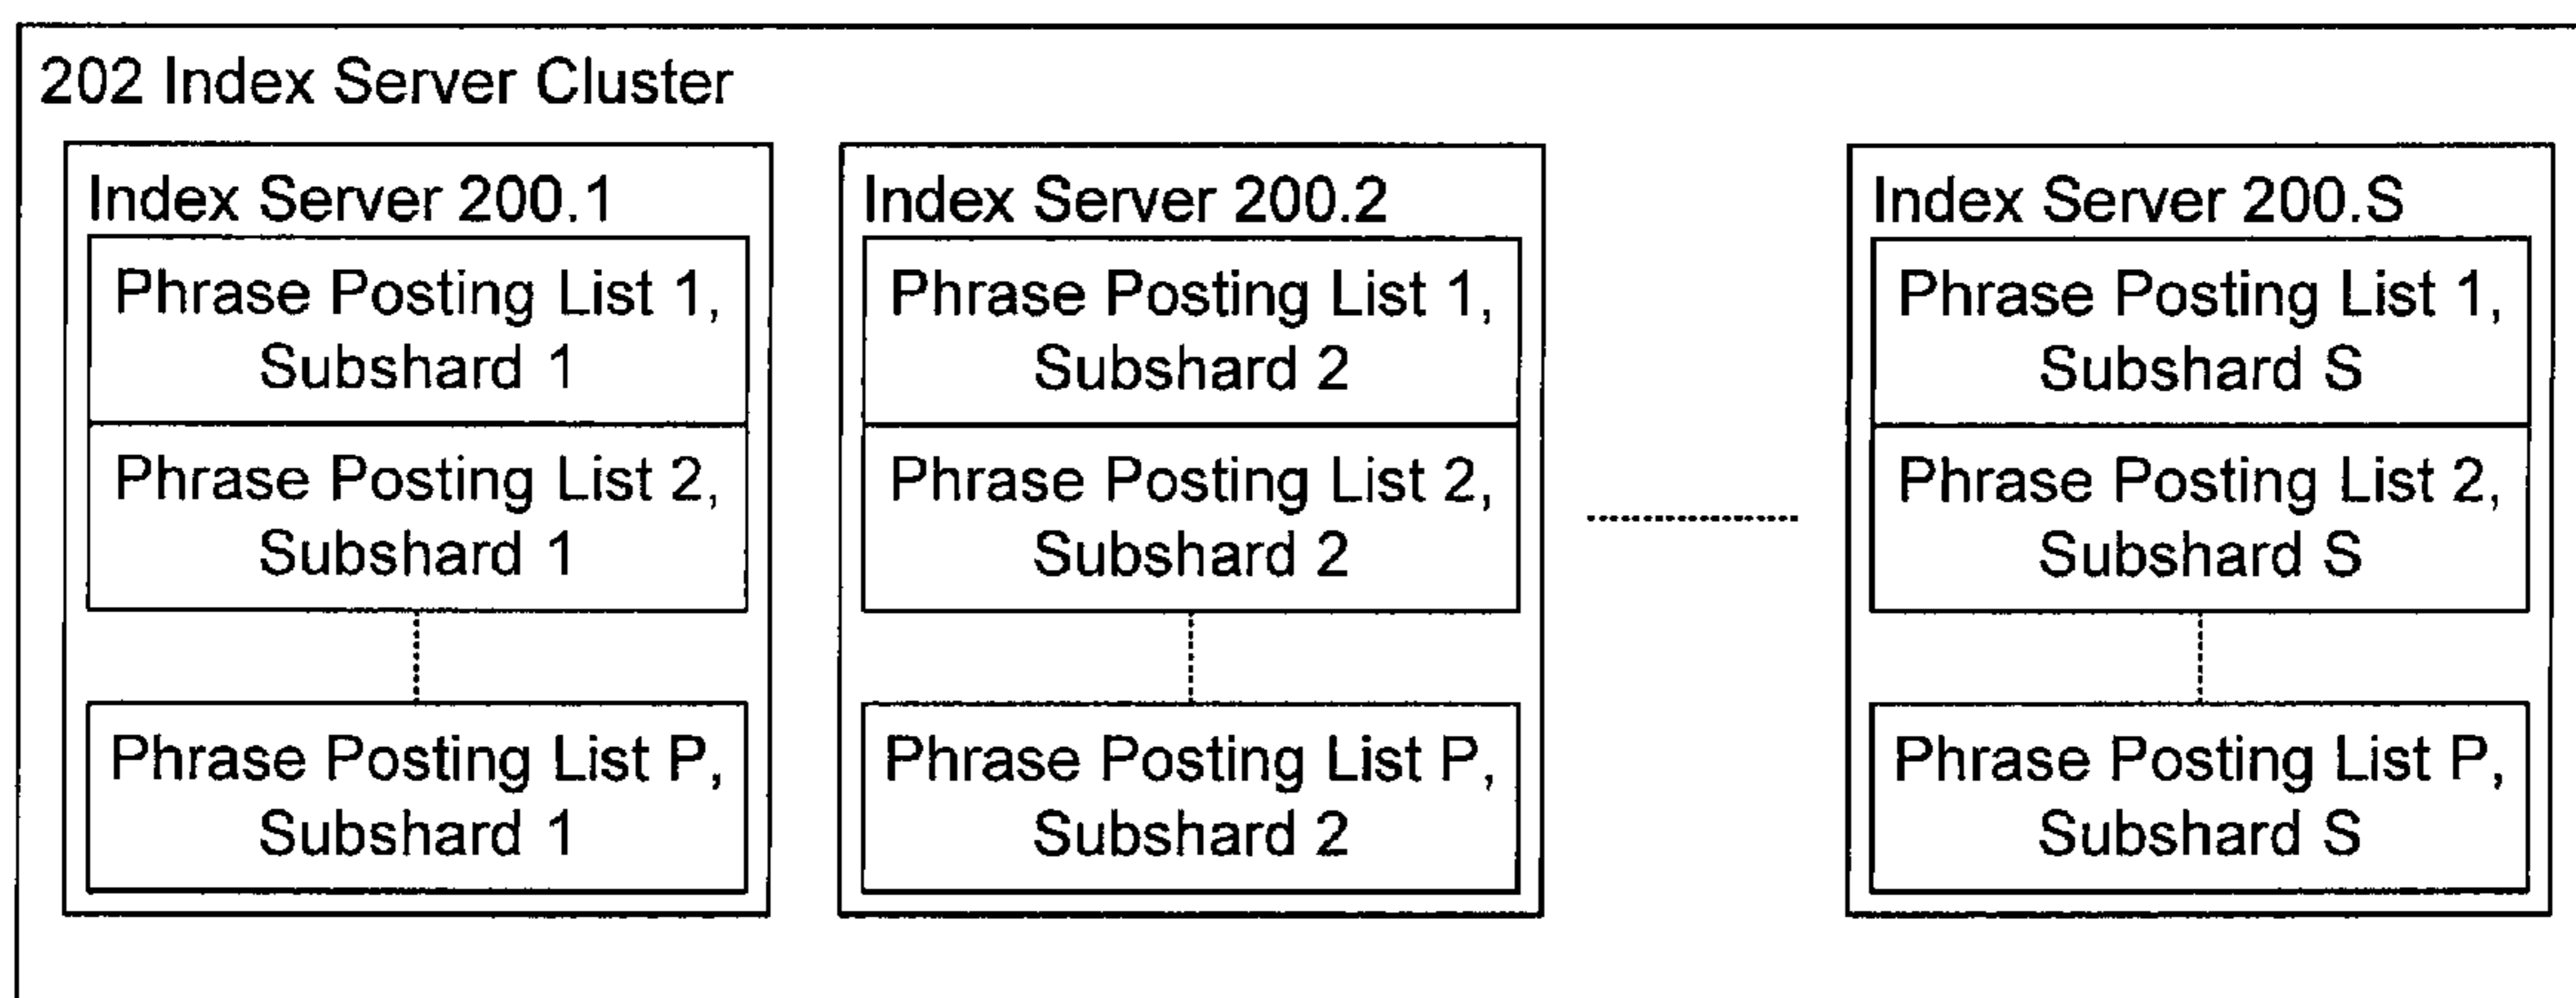 202 Index Server Cluster
Index Server 200.1
Phrase Posting List 1,
Subshard 1
Phrase Posting List 2,
Subshard 1
Phrase Posting List P,
Subshard 1
Index Server 200.2
Phrase Posting List 1,
Subshard 2
Phrase Posting List 2,
Subshard 2
Phrase Posting List P,
Subshard 2
Index Server 200.S
Phrase Posting List 1,
Subshard S
Phrase Posting List 2,
Subshard S
Phrase Posting List P,
Subshard S